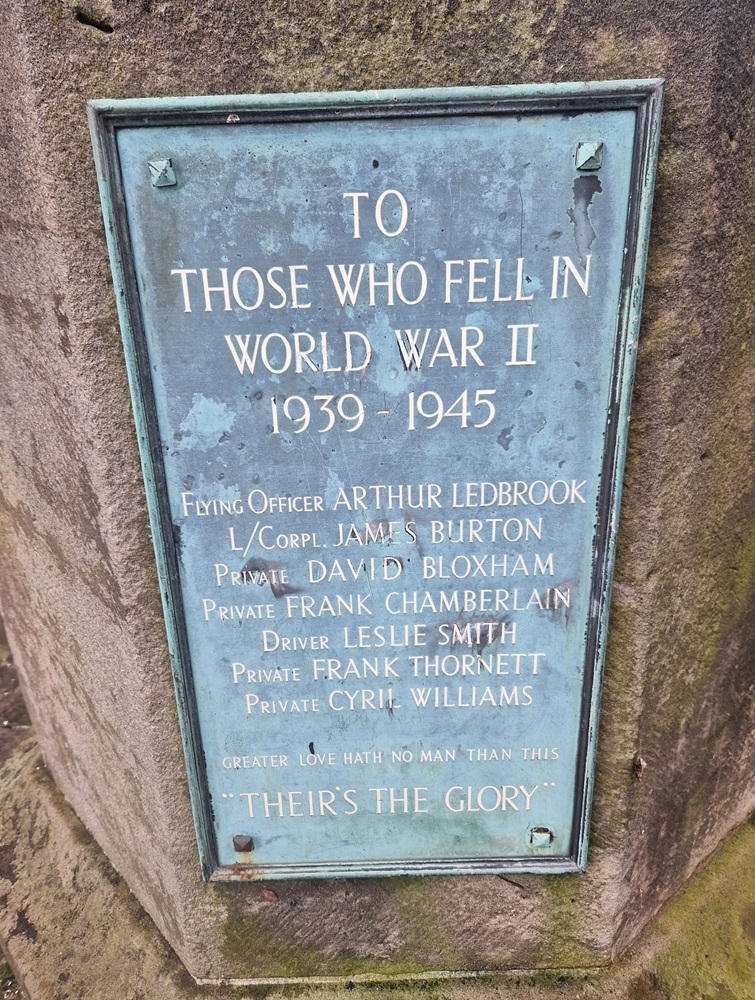 TO
THOSE WHO FELL IN
WORLD WAR II
1939 - 1945
FLYING OFFICER ARTHUR LEDBROOK
L/CORPL. JAMES BURTON
PRIVATE DAVID BLOXHAM
PRIVATE FRANK CHAMBERLAIN
DRIVER LESLIE SMITH
PRIVATE FRANK THORNETT
PRIVATE CYRIL WILLIAMS
GREATER LOVE HATH NO MAN THAN THIS
"THEIR'S THE GLORY"